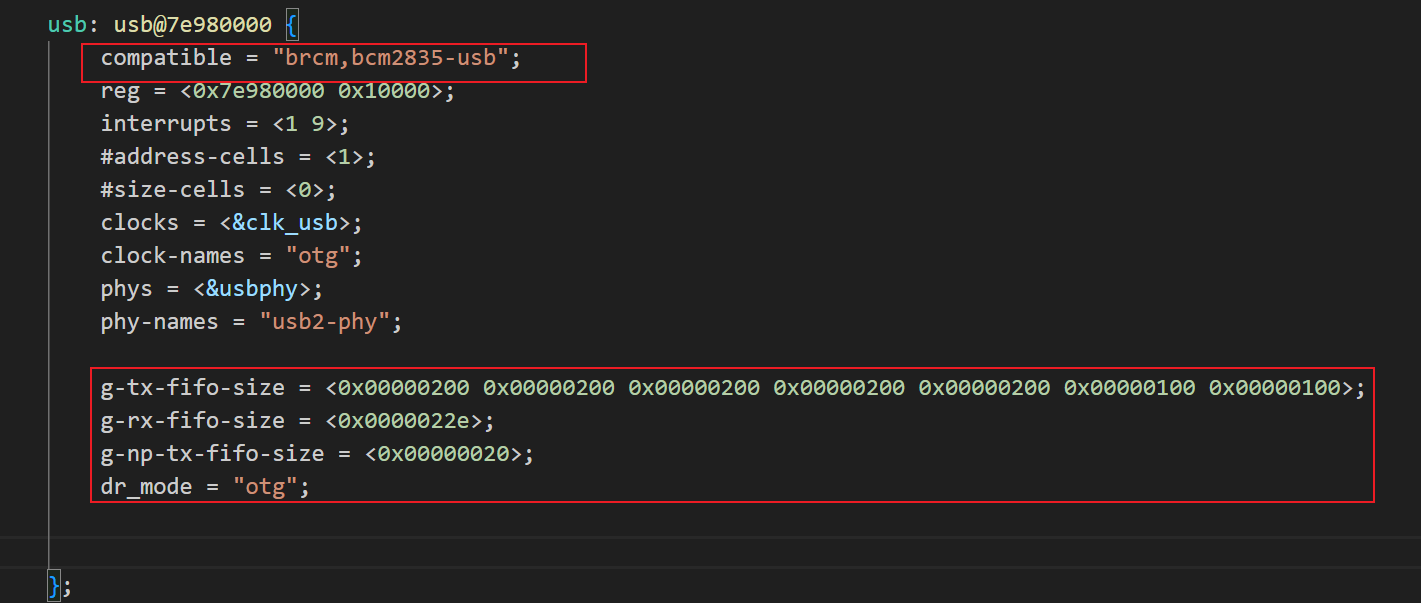 usb: usb@7e980000 {
compatible = "brcm,bcm2835-usb";
reg = <0x7e980000 0x10000>;
interrupts = <1 9>;
#address-cells = <1>;
#size-cells = <0>;
clocks = <&clk_usb>;
clock-names = "otg";
phys = <&usbphy>;
phy-names = "usb2-phy";
g-tx-fifo-size = <0x00000200 0x00000200 0x00000200 0x00000200 0x00000200 0x00000100 0x00000100>;
g-rx-fifo-size = <0x0000022e>;
g-np-tx-fifo-size = <0x00000020>;
dr_mode = "otg";
};